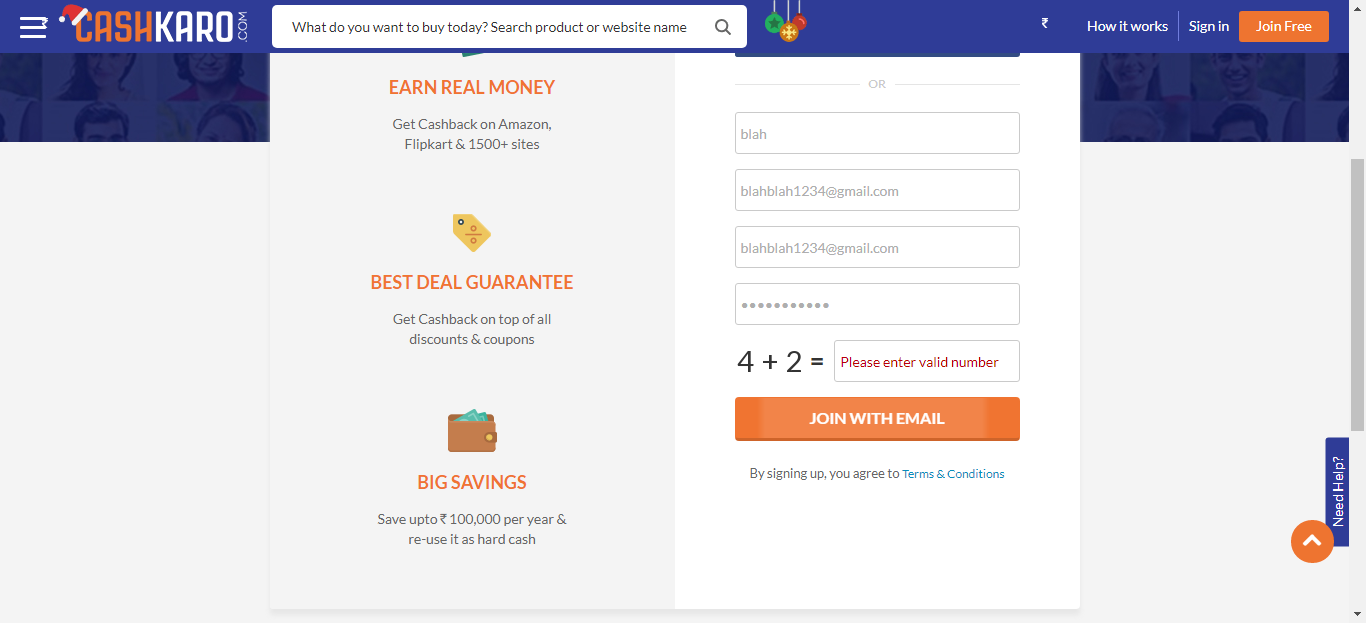 CASHKARO.COM
What do you want to buy today? Search product or website name
₹
How it works
Sign in
Join Free
EARN REAL MONEY
Get Cashback on Amazon,
Flipkart & 1500+ sites
BEST DEAL GUARANTEE
Get Cashback on top of all
discounts & coupons
BIG SAVINGS
Save upto ₹ 100,000 per year &
re-use it as hard cash
OR
blah
blahblah1234@gmail.com
blahblah1234@gmail.com
4 + 2 = Please enter valid number
JOIN WITH EMAIL
By signing up, you agree to Terms & Conditions
Need Help?